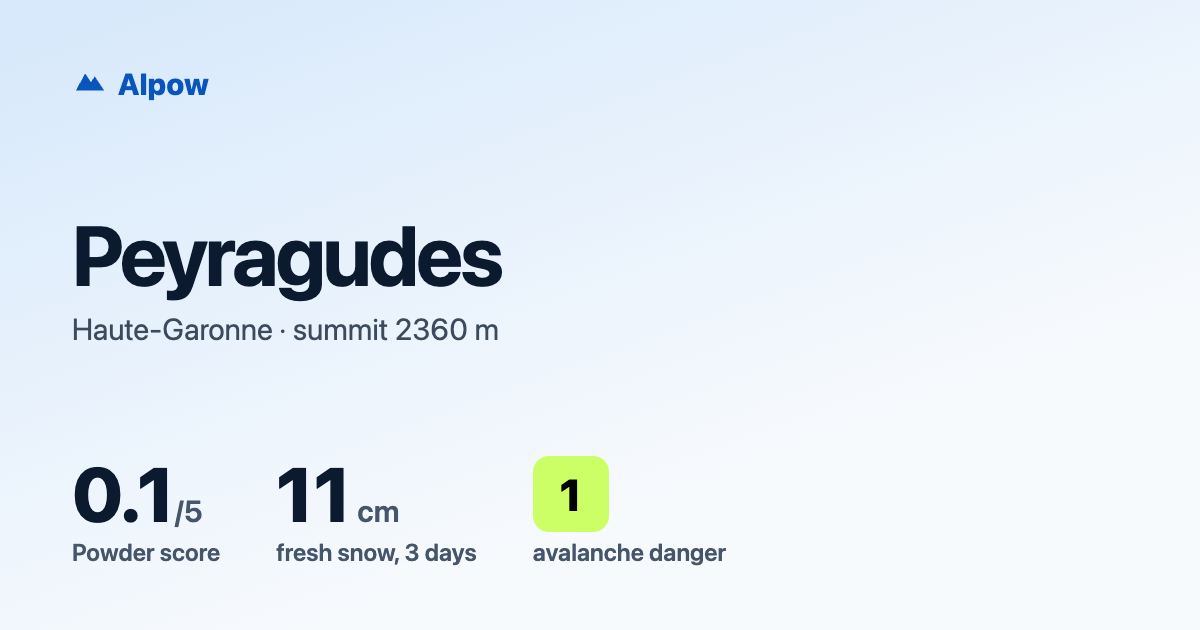 Alpow
Peyragudes
Haute-Garonne · summit 2360 m
0.1/5
Powder score
11 cm
fresh snow, 3 days
1
avalanche danger